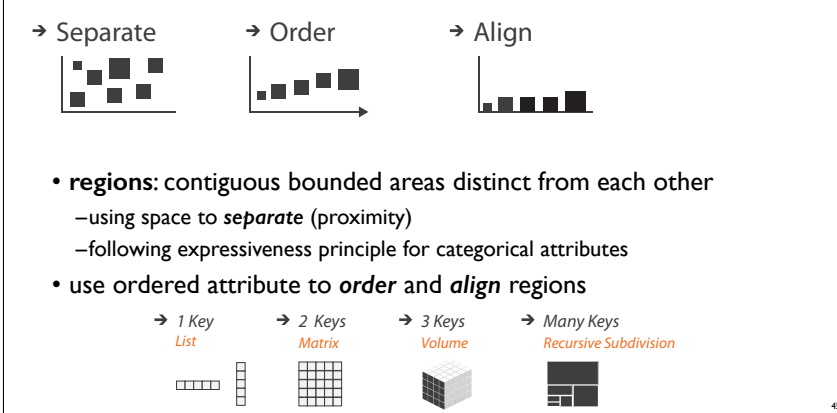 → Separate → Order → Align
• regions: contiguous bounded areas distinct from each other
–using space to separate (proximity)
–following expressiveness principle for categorical attributes
• use ordered attribute to order and align regions
→ 1 Key → 2 Keys → 3 Keys → Many Keys
List Matrix Volume Recursive Subdivision